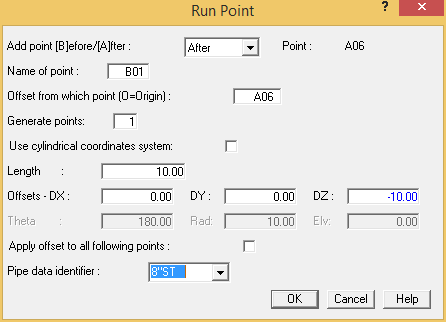 Run Point
? x
Add point [B]efore/[A]fter : After Point : A06
Name of point : B01
Offset from which point (O=Origin) : A06
Generate points: 1
Use cylindrical coordinates system:
Length : 10.00
Offsets - DX : 0.00 DY : 0.00 DZ : -10.00
Theta : 180.00 Rad: 10.00 Elv: 0.00
Apply offset to all following points :
Pipe data identifier : 8"ST
OK Cancel Help